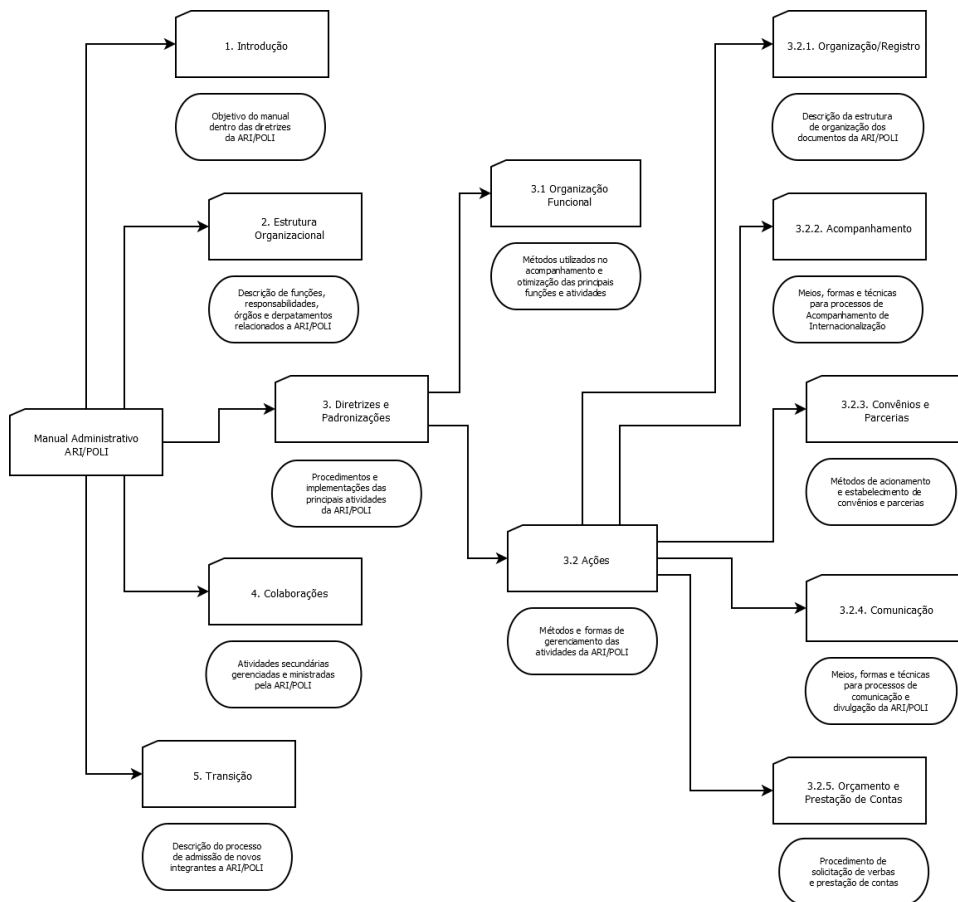 1. Introdução
Objetivo do manual
dentro das diretrizes
da ARI/POLI
2. Estrutura
Organizacional
Descrição de funções,
responsabilidades,
órgãos e derpatamentos
relacionados a ARI/POLI
Manual Administrativo
ARI/POLI
3. Diretrizes e
Padronizações
Procedimentos e
implementações das
principais atividades
da ARI/POLI
4. Colaborações
Atividades secundárias
gerenciadas e ministradas
pela ARI/POLI
5. Transição
Descrição do processo
de admissão de novos
integrantes a ARI/POLI
3.1 Organização
Funcional
Métodos utilizados no
acompanhamento e
otimização das principais
funções e atividades
3.2 Ações
Métodos e formas de
gerenciamento das
atividades da ARI/POLI
3.2.1. Organização/Registro
Descrição da estrutura
de organização dos
documentos da ARI/POLI
3.2.2. Acompanhamento
Meios, formas e técnicas
para processos de
Acompanhamento de
Internacionalização
3.2.3. Convênios e
Parcerias
Métodos de acionamento
e estabelecimento de
convênios e parcerias
3.2.4. Comunicação
Meios, formas e técnicas
para processos de
comunicação e
divulgação da ARI/POLI
3.2.5. Orçamento e
Prestação de Contas
Procedimento de
solicitação de verbas
e prestação de contas